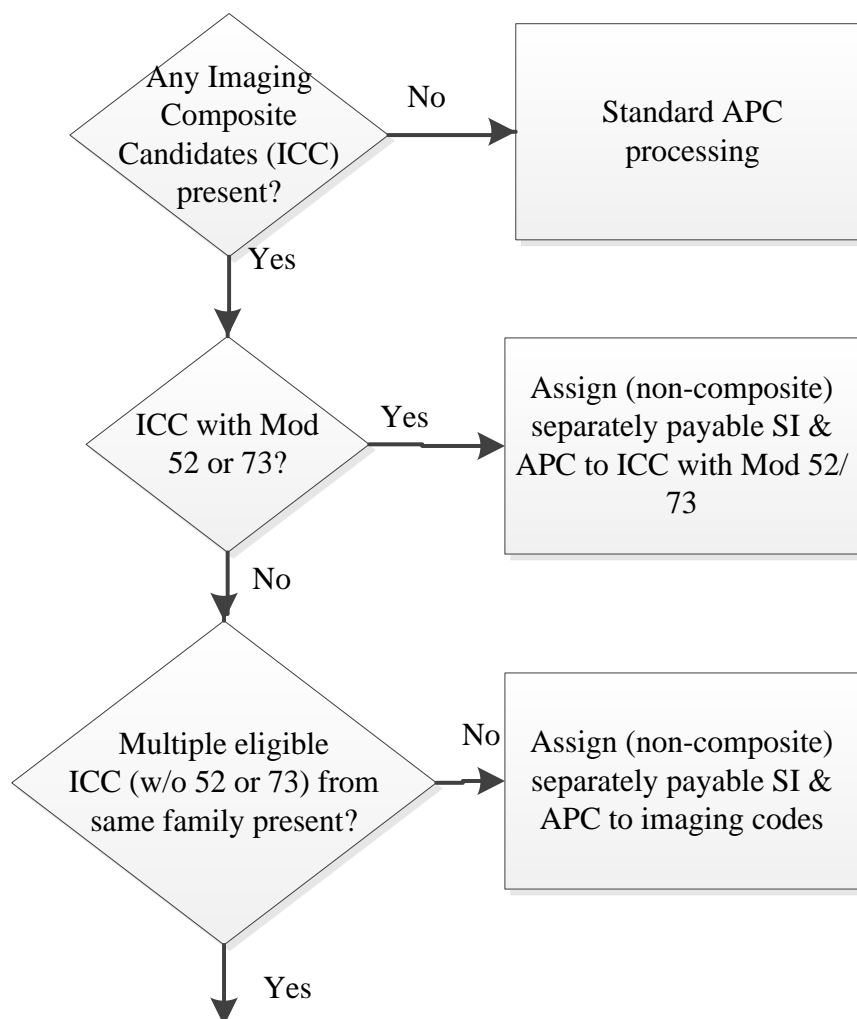 Any Imaging
Composite
Candidates (ICC)
present?
No
Standard APC
processing
Yes
ICC with Mod
52 or 73?
Yes
Assign (non-composite)
separately payable SI &
APC to ICC with Mod 52/
73
No
Multiple eligible
ICC (w/o 52 or 73) from
same family present?
No
Assign (non-composite)
separately payable SI &
APC to imaging codes
Yes